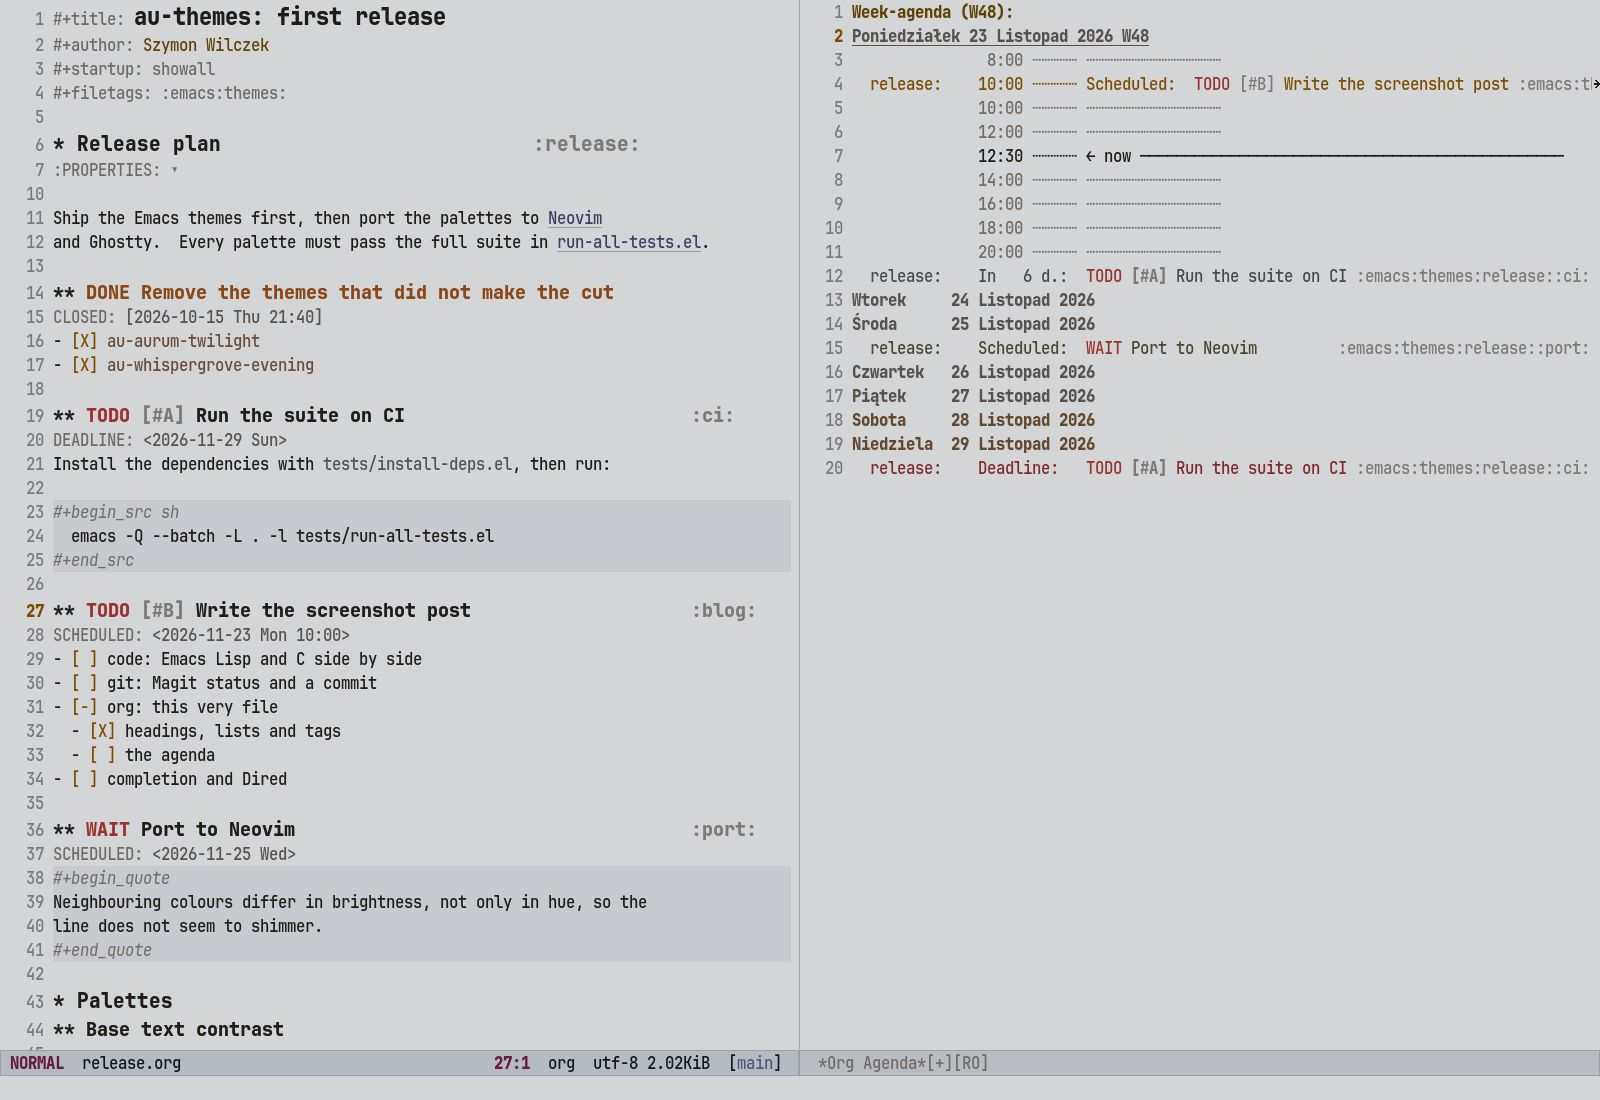 1 #+title: au-themes: first release
2 #+author: Szymon Wilczek
3 #+startup: showall
4 #+filetags: :emacs:themes:
5
6 * Release plan :release:
7 :PROPERTIES: ▾
10
11 Ship the Emacs themes first, then port the palettes to Neovim
12 and Ghostty.  Every palette must pass the full suite in run-all-tests.el.
13
14 ** DONE Remove the themes that did not make the cut
15 CLOSED: [2026-10-15 Thu 21:40]
16 - [X] au-aurum-twilight
17 - [X] au-whispergrove-evening
18
19 ** TODO [#A] Run the suite on CI :ci:
20 DEADLINE: <2026-11-29 Sun>
21 Install the dependencies with tests/install-deps.el, then run:
22
23 #+begin_src sh
24   emacs -Q --batch -L . -l tests/run-all-tests.el
25 #+end_src
26
27 ** TODO [#B] Write the screenshot post :blog:
28 SCHEDULED: <2026-11-23 Mon 10:00>
29 - [ ] code: Emacs Lisp and C side by side
30 - [ ] git: Magit status and a commit
31 - [-] org: this very file
32   - [X] headings, lists and tags
33   - [ ] the agenda
34 - [ ] completion and Dired
35
36 ** WAIT Port to Neovim :port:
37 SCHEDULED: <2026-11-25 Wed>
38 #+begin_quote
39 Neighbouring colours differ in brightness, not only in hue, so the
40 line does not seem to shimmer.
41 #+end_quote
42
43 * Palettes
44 ** Base text contrast
NORMAL release.org 27:1 org utf-8 2.02KiB [main]
1 Week-agenda (W48):
2 Poniedziałek 23 Listopad 2026 W48
3 8:00 ┄┄┄┄┄ ┄┄┄┄┄┄┄┄┄┄┄┄┄┄┄
4 release: 10:00 ┄┄┄┄┄ Scheduled: TODO [#B] Write the screenshot post :emacs:t→
5 10:00 ┄┄┄┄┄ ┄┄┄┄┄┄┄┄┄┄┄┄┄┄┄
6 12:00 ┄┄┄┄┄ ┄┄┄┄┄┄┄┄┄┄┄┄┄┄┄
7 12:30 ┄┄┄┄┄ ← now ───────────────────────────────────────────────
8 14:00 ┄┄┄┄┄ ┄┄┄┄┄┄┄┄┄┄┄┄┄┄┄
9 16:00 ┄┄┄┄┄ ┄┄┄┄┄┄┄┄┄┄┄┄┄┄┄
10 18:00 ┄┄┄┄┄ ┄┄┄┄┄┄┄┄┄┄┄┄┄┄┄
11 20:00 ┄┄┄┄┄ ┄┄┄┄┄┄┄┄┄┄┄┄┄┄┄
12 release: In 6 d.: TODO [#A] Run the suite on CI :emacs:themes:release::ci:
13 Wtorek 24 Listopad 2026
14 Środa 25 Listopad 2026
15 release: Scheduled: WAIT Port to Neovim :emacs:themes:release::port:
16 Czwartek 26 Listopad 2026
17 Piątek 27 Listopad 2026
18 Sobota 28 Listopad 2026
19 Niedziela 29 Listopad 2026
20 release: Deadline: TODO [#A] Run the suite on CI :emacs:themes:release::ci:
*Org Agenda*[+][RO]